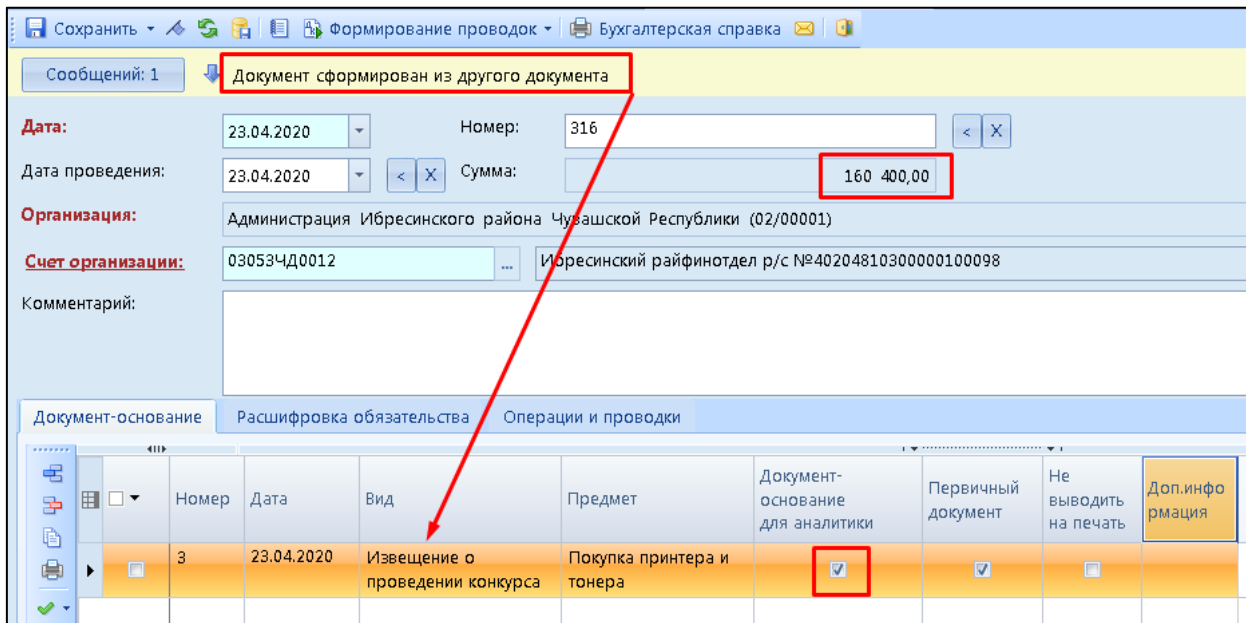 Сохранить Формирование проводок Бухгалтерская справка
Сообщений: 1 Документ сформирован из другого документа
Дата: 23.04.2020 Номер: 316 < X
Дата проведения: 23.04.2020 < X Сумма: 160 400,00
Организация: Администрация Ибресинского района Чувашской Республики (02/00001)
Счет организации: 03053ЧД0012 ... Ибресинский райфинотдел р/с №40204810300000100098
Комментарий:
Документ-основание Расшифровка обязательства Операции и проводки
Номер Дата Вид Предмет Документ-основание для аналитики Первичный документ Не выводить на печать Доп.информация
3 23.04.2020 Извещение о проведении конкурса Покупка принтера и тонера